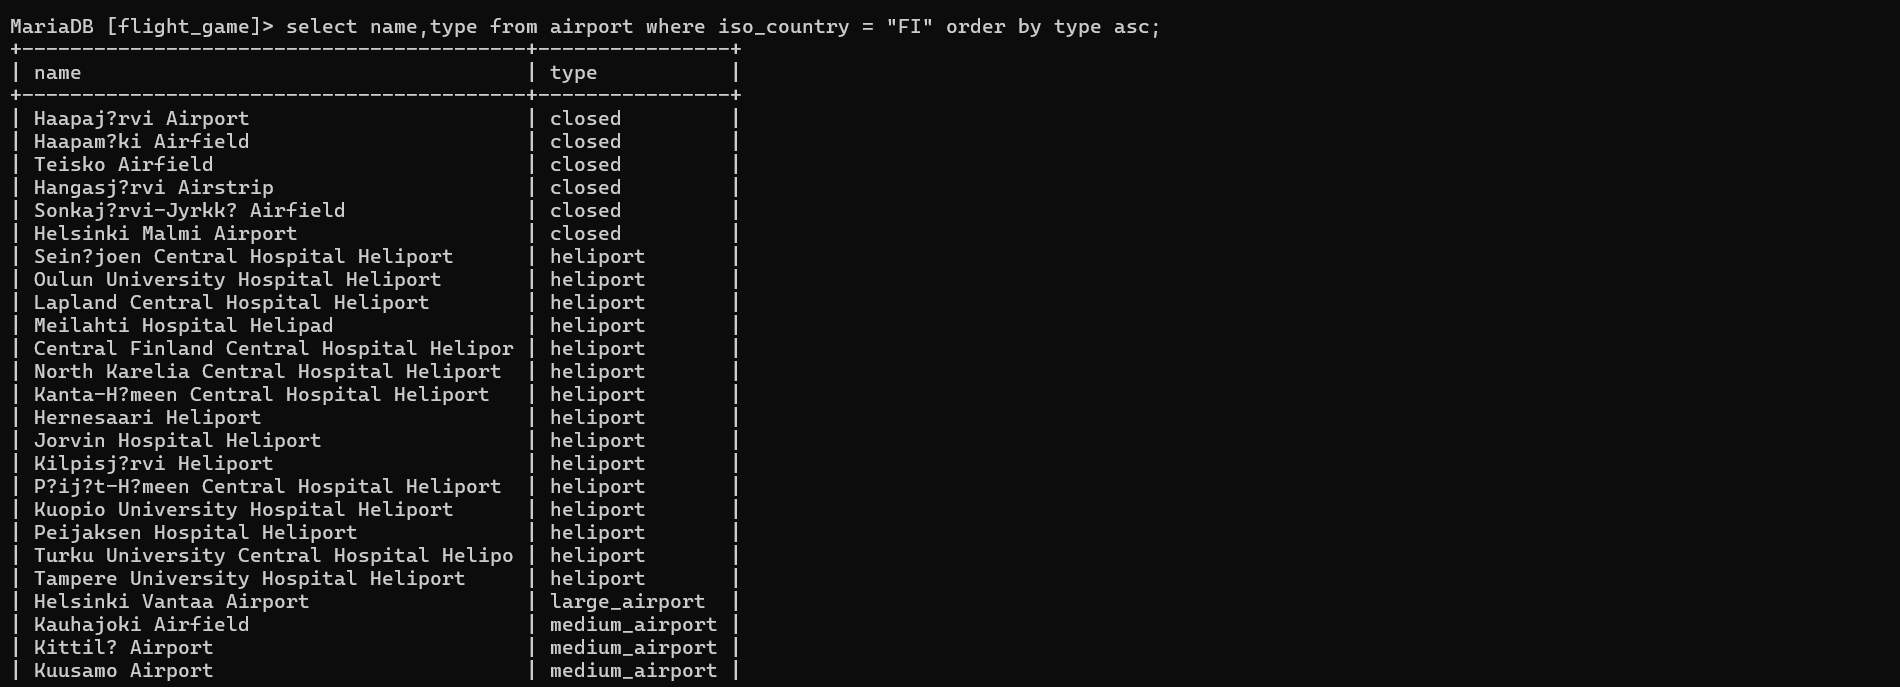 MariaDB [flight_game]> select name,type from airport where iso_country = "FI" order by type asc;
+------------------------------------------+----------------+
| name                                     | type           |
+------------------------------------------+----------------+
| Haapaj?rvi Airport                       | closed         |
| Haapam?ki Airfield                       | closed         |
| Teisko Airfield                          | closed         |
| Hangasj?rvi Airstrip                     | closed         |
| Sonkaj?rvi-Jyrkk? Airfield               | closed         |
| Helsinki Malmi Airport                   | closed         |
| Sein?joen Central Hospital Heliport      | heliport       |
| Oulun University Hospital Heliport       | heliport       |
| Lapland Central Hospital Heliport        | heliport       |
| Meilahti Hospital Helipad                | heliport       |
| Central Finland Central Hospital Helipor | heliport       |
| North Karelia Central Hospital Heliport  | heliport       |
| Kanta-H?meen Central Hospital Heliport   | heliport       |
| Hernesaari Heliport                      | heliport       |
| Jorvin Hospital Heliport                 | heliport       |
| Kilpisj?rvi Heliport                     | heliport       |
| P?ij?t-H?meen Central Hospital Heliport  | heliport       |
| Kuopio University Hospital Heliport      | heliport       |
| Peijaksen Hospital Heliport              | heliport       |
| Turku University Central Hospital Helipo | heliport       |
| Tampere University Hospital Heliport     | heliport       |
| Helsinki Vantaa Airport                  | large_airport  |
| Kauhajoki Airfield                       | medium_airport |
| Kittil? Airport                          | medium_airport |
| Kuusamo Airport                          | medium_airport |